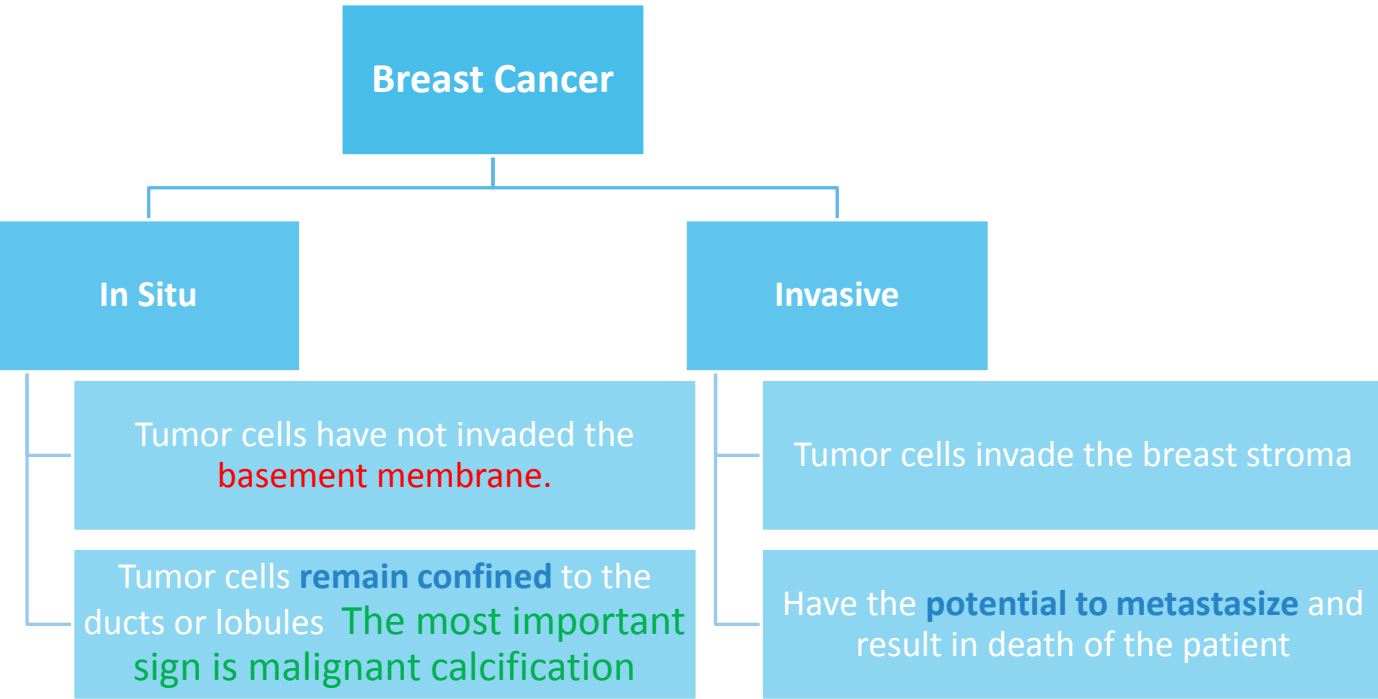 Breast Cancer
In Situ
Tumor cells have not invaded the
basement membrane.
Tumor cells remain confined to the
ducts or lobules The most important
sign is malignant calcification
Invasive
Tumor cells invade the breast stroma
Have the potential to metastasize and
result in death of the patient